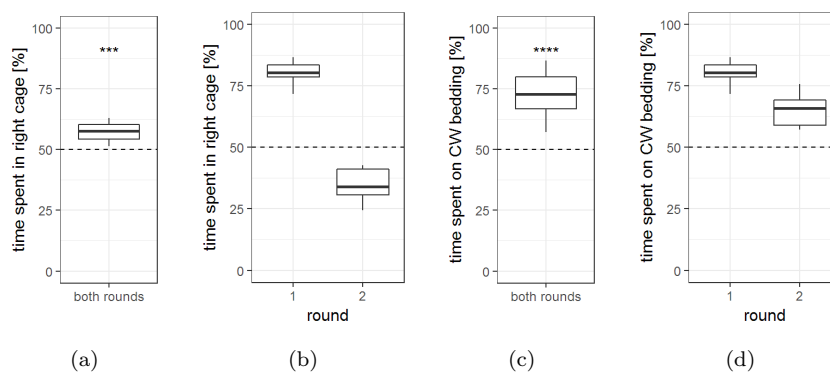 time spent in right cage [%]
100
75
50
25
0
***
both rounds
(a)
time spent in right cage [%]
100
75
50
25
0
1 2
round
(b)
time spent on CW bedding [%]
100
75
50
25
0
****
both rounds
(c)
time spent on CW bedding [%]
100
75
50
25
0
1 2
round
(d)